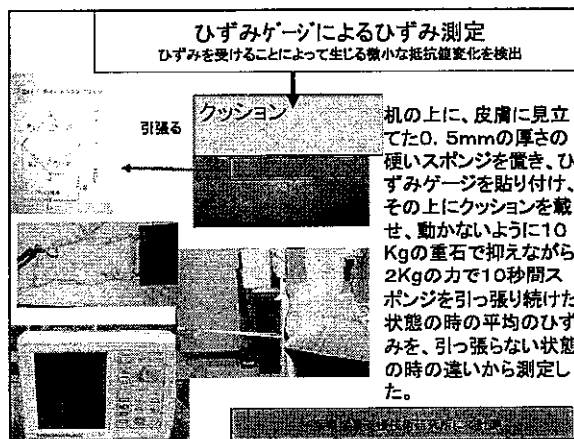 ひずみゲージによるひずみ測定
ひずみを受けることによって生じる微小な抵抗値変化を検出
引張る
クッション
机の上に、皮膚に見立
てた0.5mmの厚さの
硬いスポンジを置き、ひ
ずみゲージを貼り付け、
その上にクッションを載
せ、動かないように10
Kgの重石で抑えながら
2Kgの力で10秒間ス
ポンジを引っ張り続けた
状態の時の平均のひず
みを、引っ張らない状態
の時の違いから測定し
た。